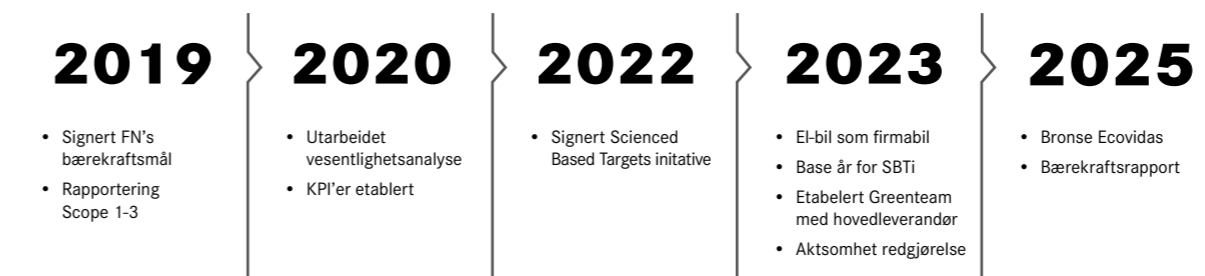 2019
• Signert FN's
bærekraftsmål
• Rapportering
Scope 1-3
2020
• Utarbeidet
vesentlighetsanalyse
• KPI'er etablert
2022
• Signert Scienced
Based Targets initative
2023
• El-bil som firmabil
• Base år for SBTi
• Etabelert Greenteam
med hovedleverandør
• Aktsomhet redgjørelse
2025
• Bronse Ecovidas
• Bærekraftsrapport